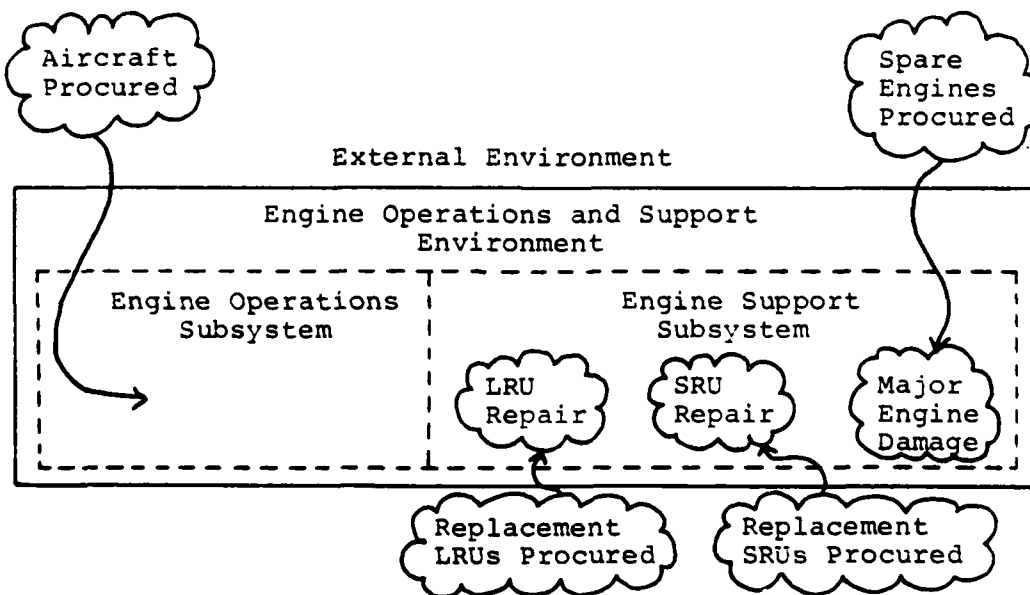 Aircraft
Procured
Spare
Engines
Procured
External Environment
Engine Operations and Support
Environment
Engine Operations
Subsystem
Engine Support
Subsystem
LRU
Repair
SRU
Repair
Major
Engine
Damage
Replacement
LRUs Procured
Replacement
SRUs Procured